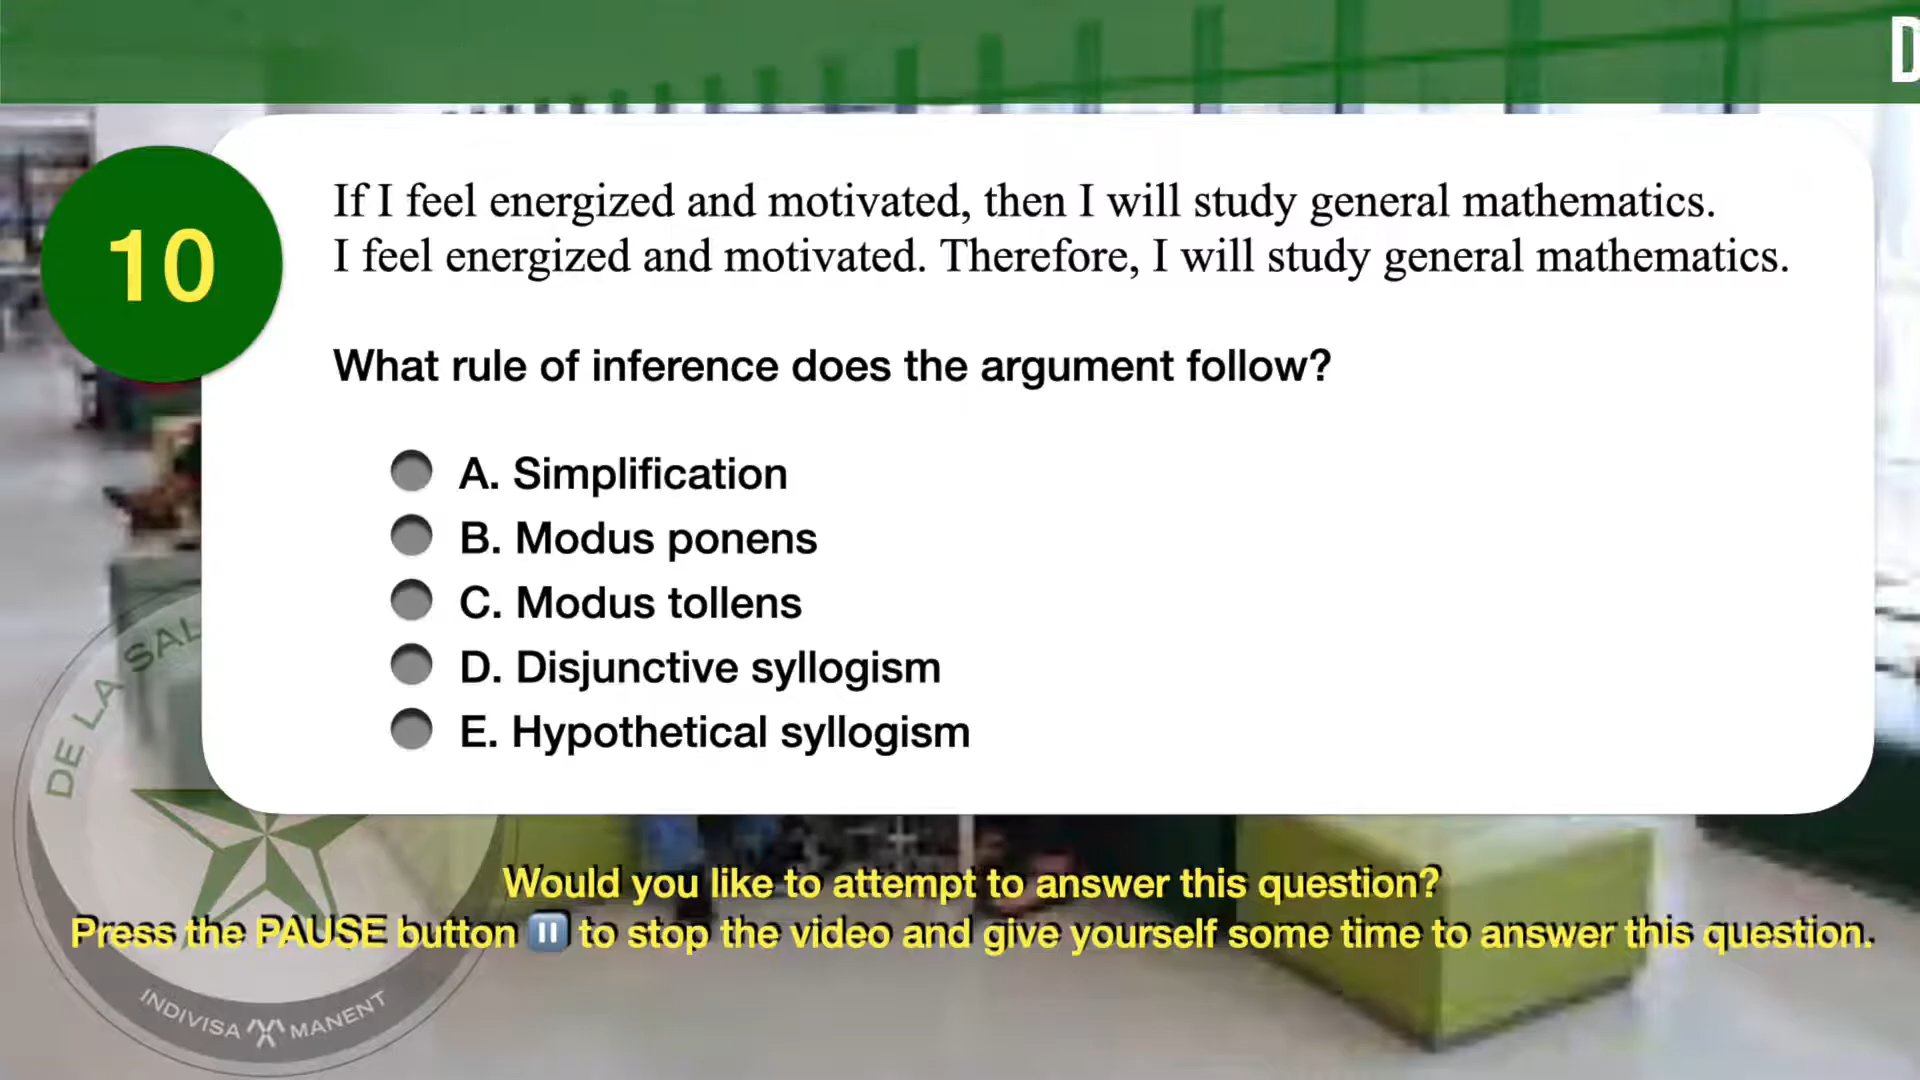 D
10
If I feel energized and motivated, then I will study general mathematics.
I feel energized and motivated. Therefore, I will study general mathematics.
What rule of inference does the argument follow?
A. Simplification
B. Modus ponens
C. Modus tollens
D. Disjunctive syllogism
E. Hypothetical syllogism
DE LA SAL
Would you like to attempt to answer this question?
Press the PAUSE button ⏸ to stop the video and give yourself some time to answer this question.
INDIVISA MANENT